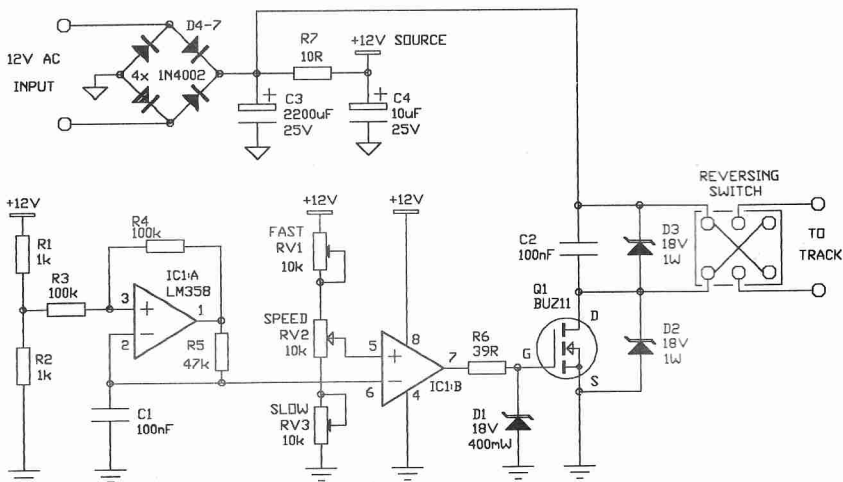 D4-7
R7
10R
+12V SOURCE
12V AC
INPUT
4x 1N4002
+
C3
2200uF
25V
+
C4
10uF
25V
REVERSING
SWITCH
+12V
+12V
+12V
R4
100k
R1
1k
R3
100k
IC1:A
LM358
FAST
RV1
10k
C2
100nF
D3
18V
1W
TO
TRACK
3
+
1
2
-
R5
47k
SPEED
RV2
10k
8
5
+
7
6
-
4
IC1:B
R6
39R
Q1
BUZ11
D
G
S
D2
18V
1W
R2
1k
C1
100nF
SLOW
RV3
10k
D1
18V
400mW